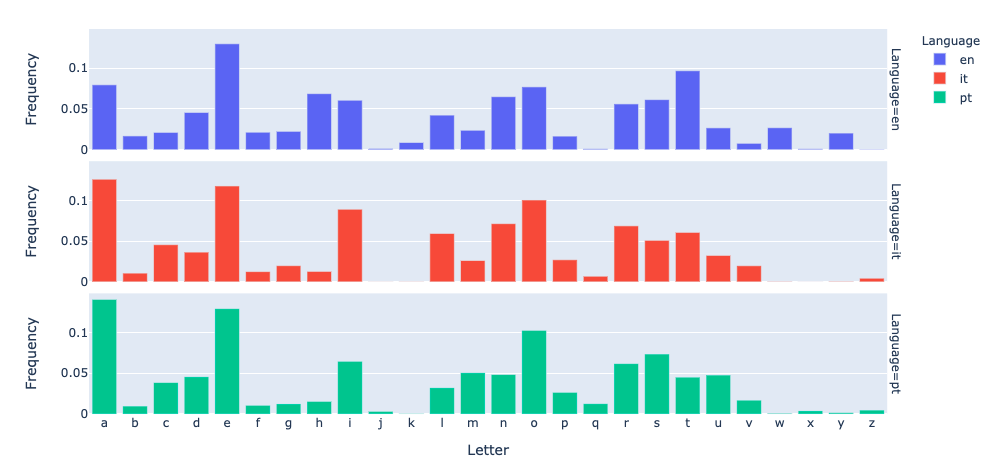 Language
en
it
pt
Frequency
0.1
0.05
0
Language=en
Frequency
0.1
0.05
0
Language=it
Frequency
0.1
0.05
0
Language=pt
a b c d e f g h i j k l m n o p q r s t u v w x y z
Letter